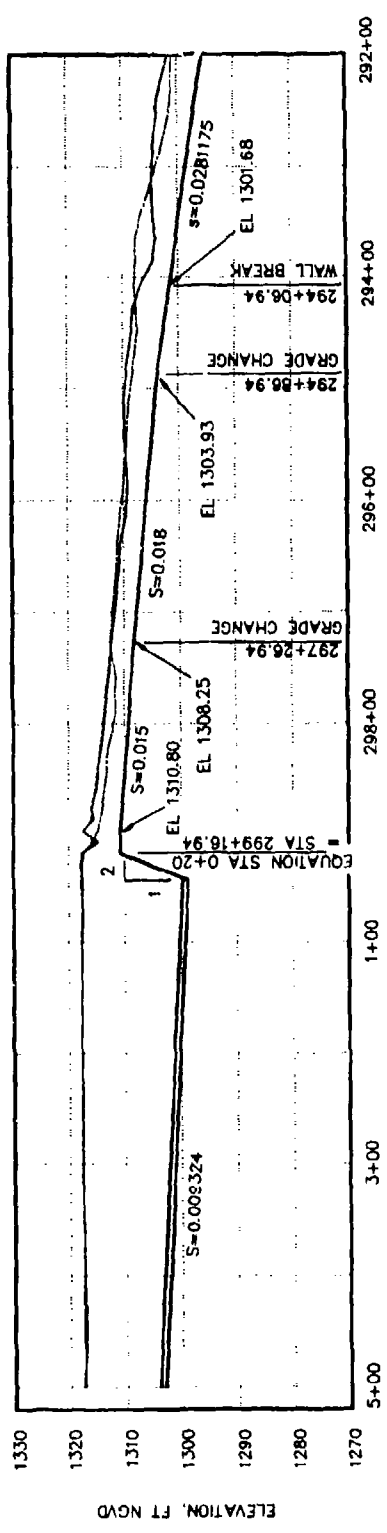 ELEVATION, FT NGVD
1330
1320
1310
1300
1290
1280
1270
5+00
3+00
1+00
298+00
296+00
294+00
292+00
S=0.009324
2
1
EQUATION STA 0+20
= STA 299+16.94
EL 1310.80
S=0.015
EL 1308.25
297+26.94
GRADE CHANGE
S=0.018
EL 1303.93
294+86.94
GRADE CHANGE
294+06.94
WALL BREAK
EL 1301.68
s=0.0281175